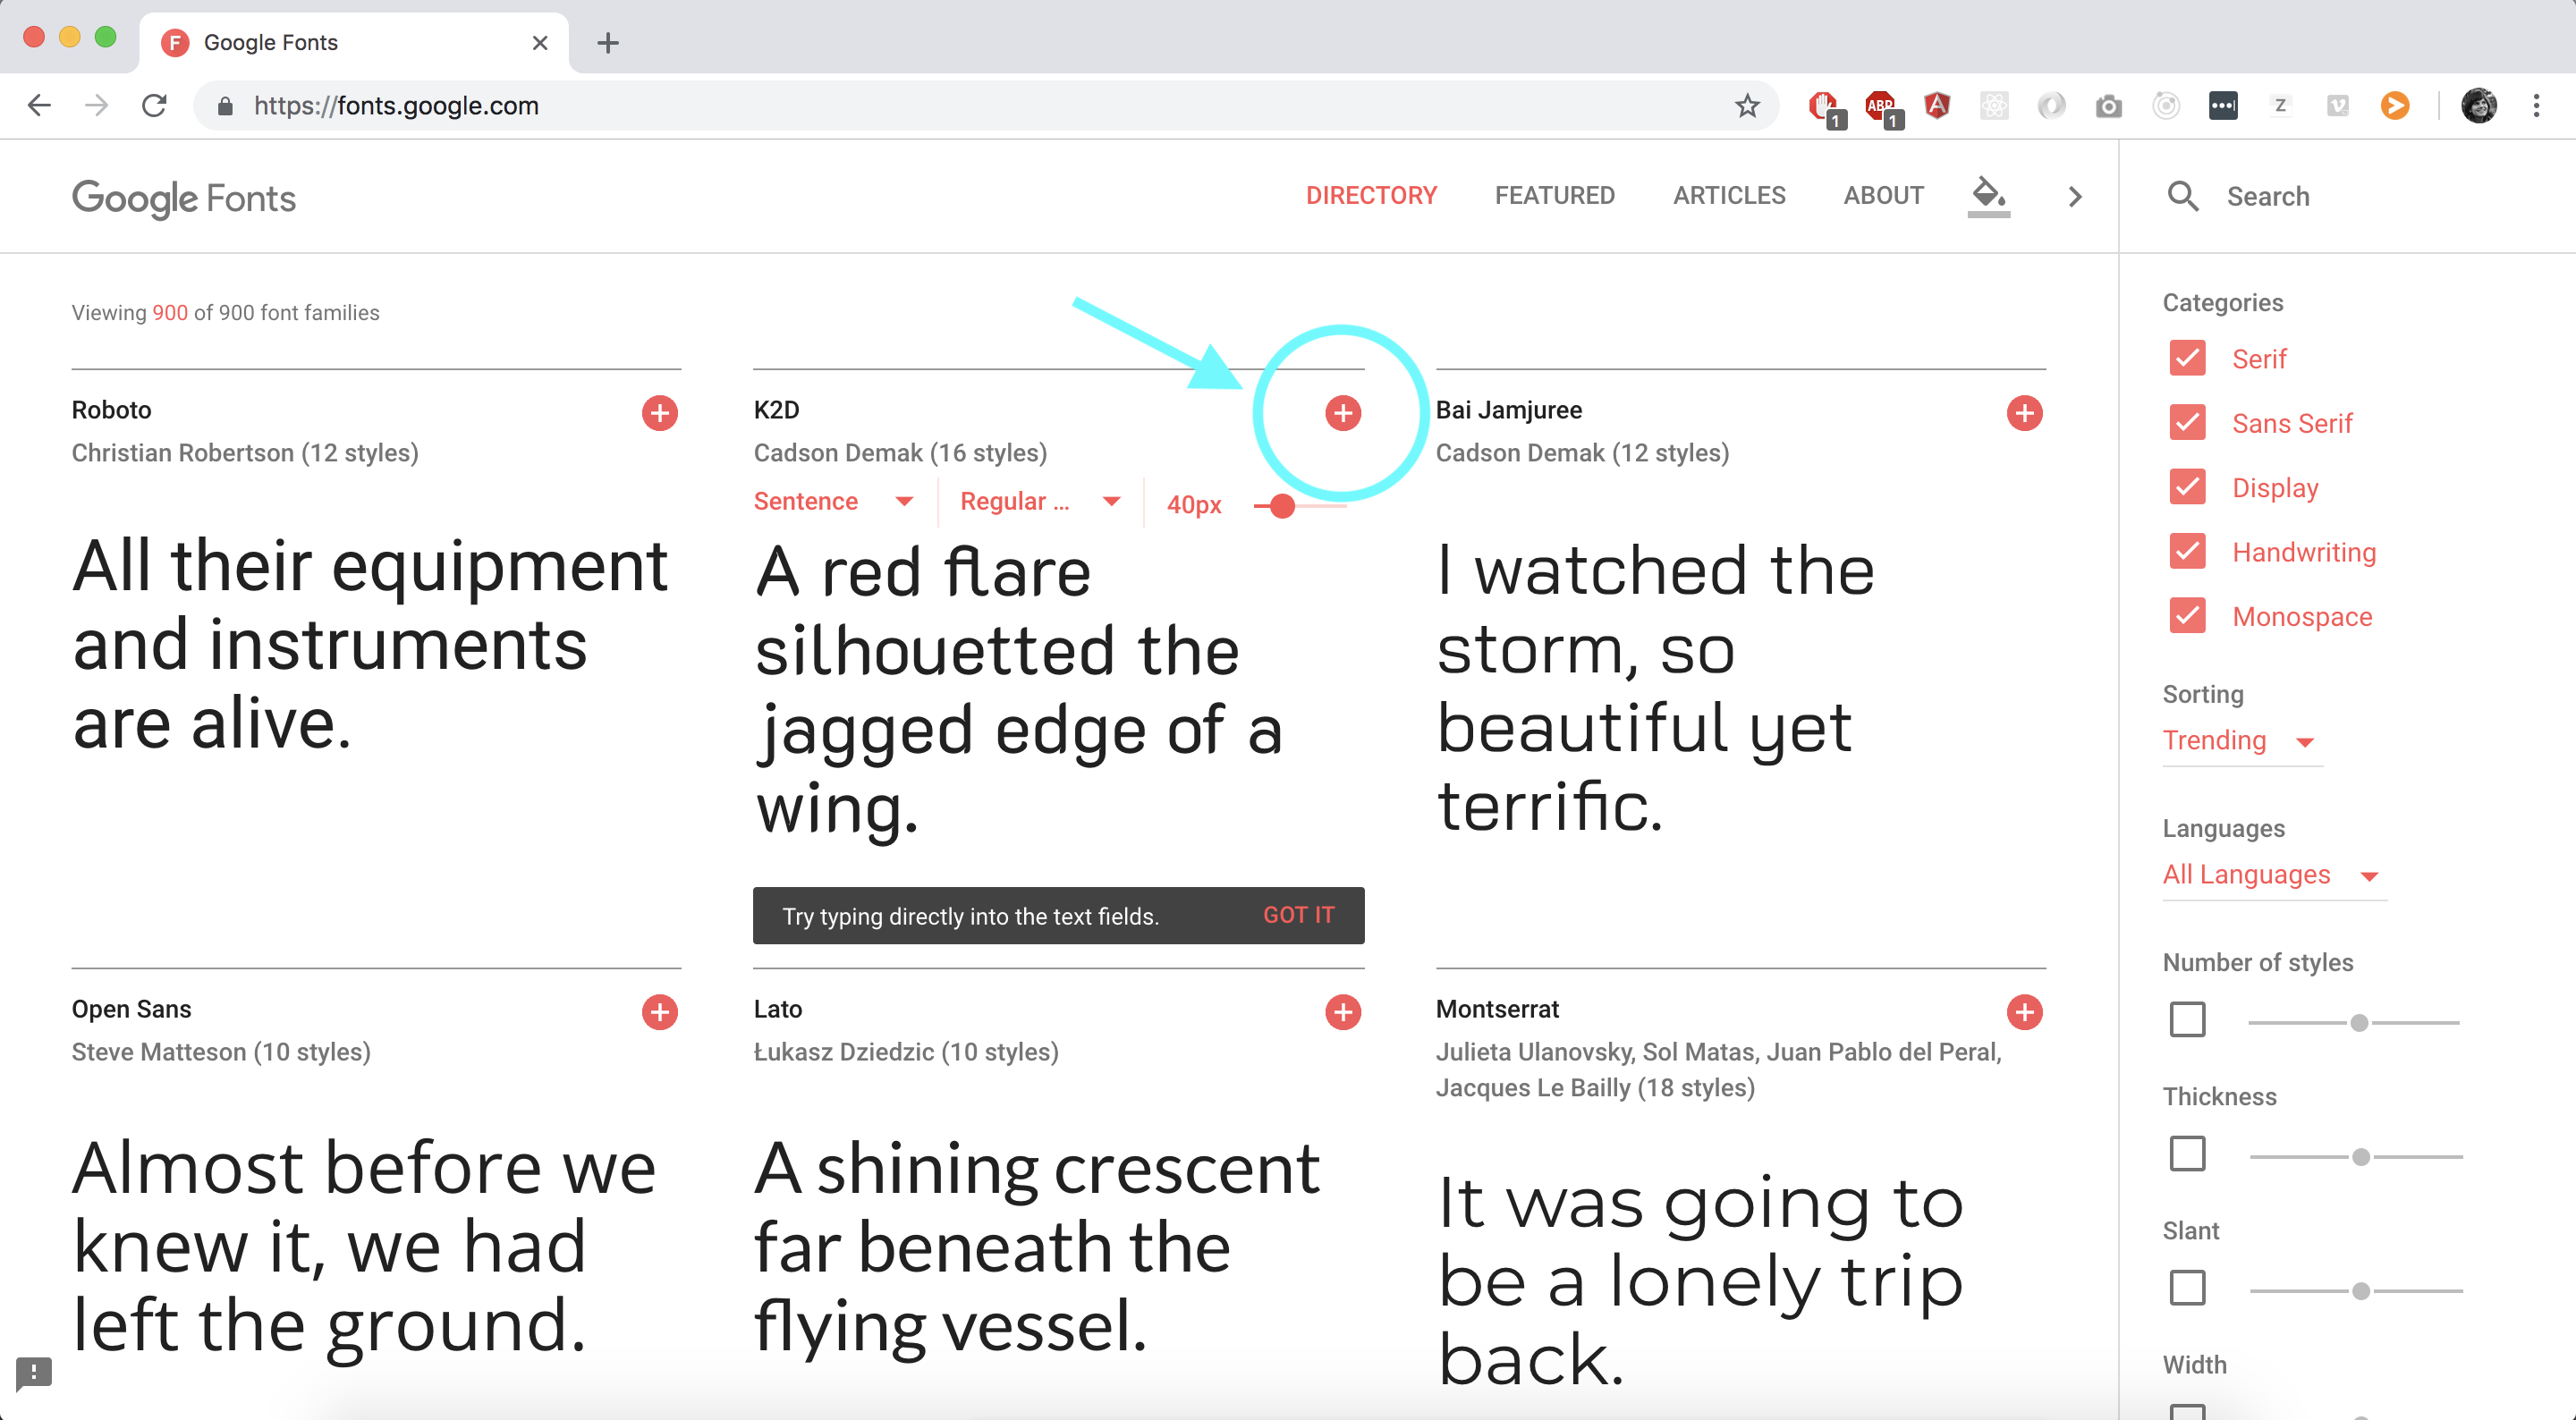 Google Fonts
https://fonts.google.com
ABP
1
1
Z
Google Fonts
DIRECTORY
FEATURED
ARTICLES
ABOUT
Search
Viewing 900 of 900 font families
Roboto
Christian Robertson (12 styles)
All their equipment
and instruments
are alive.
K2D
Cadson Demak (16 styles)
Sentence
Regular ...
40px
A red flare
silhouetted the
jagged edge of a
wing.
Try typing directly into the text fields.
GOT IT
Bai Jamjuree
Cadson Demak (12 styles)
I watched the
storm, so
beautiful yet
terrific.
Open Sans
Steve Matteson (10 styles)
Almost before we
knew it, we had
left the ground.
Lato
Łukasz Dziedzic (10 styles)
A shining crescent
far beneath the
flying vessel.
Montserrat
Julieta Ulanovsky, Sol Matas, Juan Pablo del Peral,
Jacques Le Bailly (18 styles)
It was going to
be a lonely trip
back.
Categories
Serif
Sans Serif
Display
Handwriting
Monospace
Sorting
Trending
Languages
All Languages
Number of styles
Thickness
Slant
Width